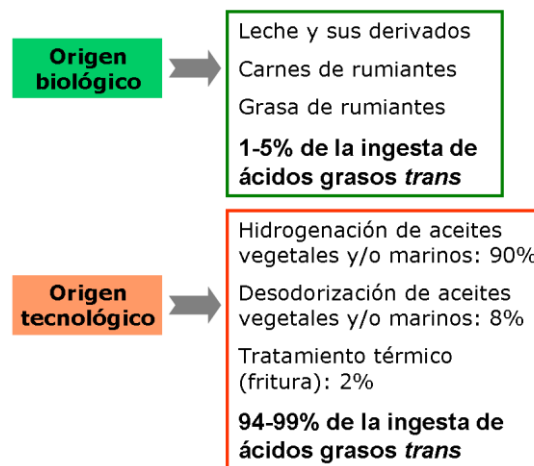 Origen
biológico
Leche y sus derivados
Carnes de rumiantes
Grasa de rumiantes
1-5% de la ingesta de
ácidos grasos trans
Origen
tecnológico
Hidrogenación de aceites
vegetales y/o marinos: 90%
Desodorización de aceites
vegetales y/o marinos: 8%
Tratamiento térmico
(fritura): 2%
94-99% de la ingesta de
ácidos grasos trans